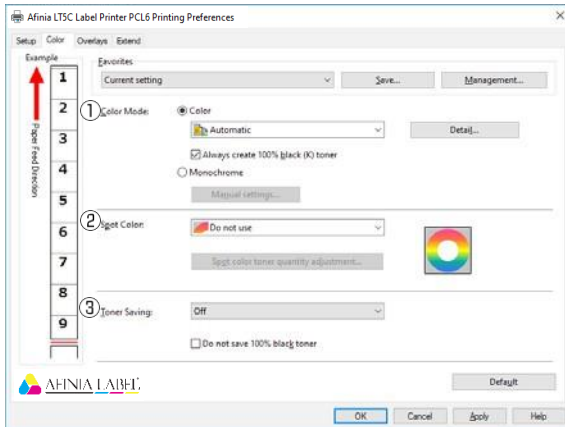 Afinia LT5C Label Printer PCL6 Printing Preferences
Setup Color Overlays Extend
Example
Paper Feed Direction
1
2
3
4
5
6
7
8
9
Favorites
Current setting Save... Management...
① Color Mode: Color
Automatic Detail...
Always create 100% black (K) toner
Monochrome
Manual settings...
② Spot Color: Do not use
Spot color toner quantity adjustment...
③ Toner Saving: Off
Do not save 100% black toner
AFINIA LABEL
Default
OK Cancel Apply Help